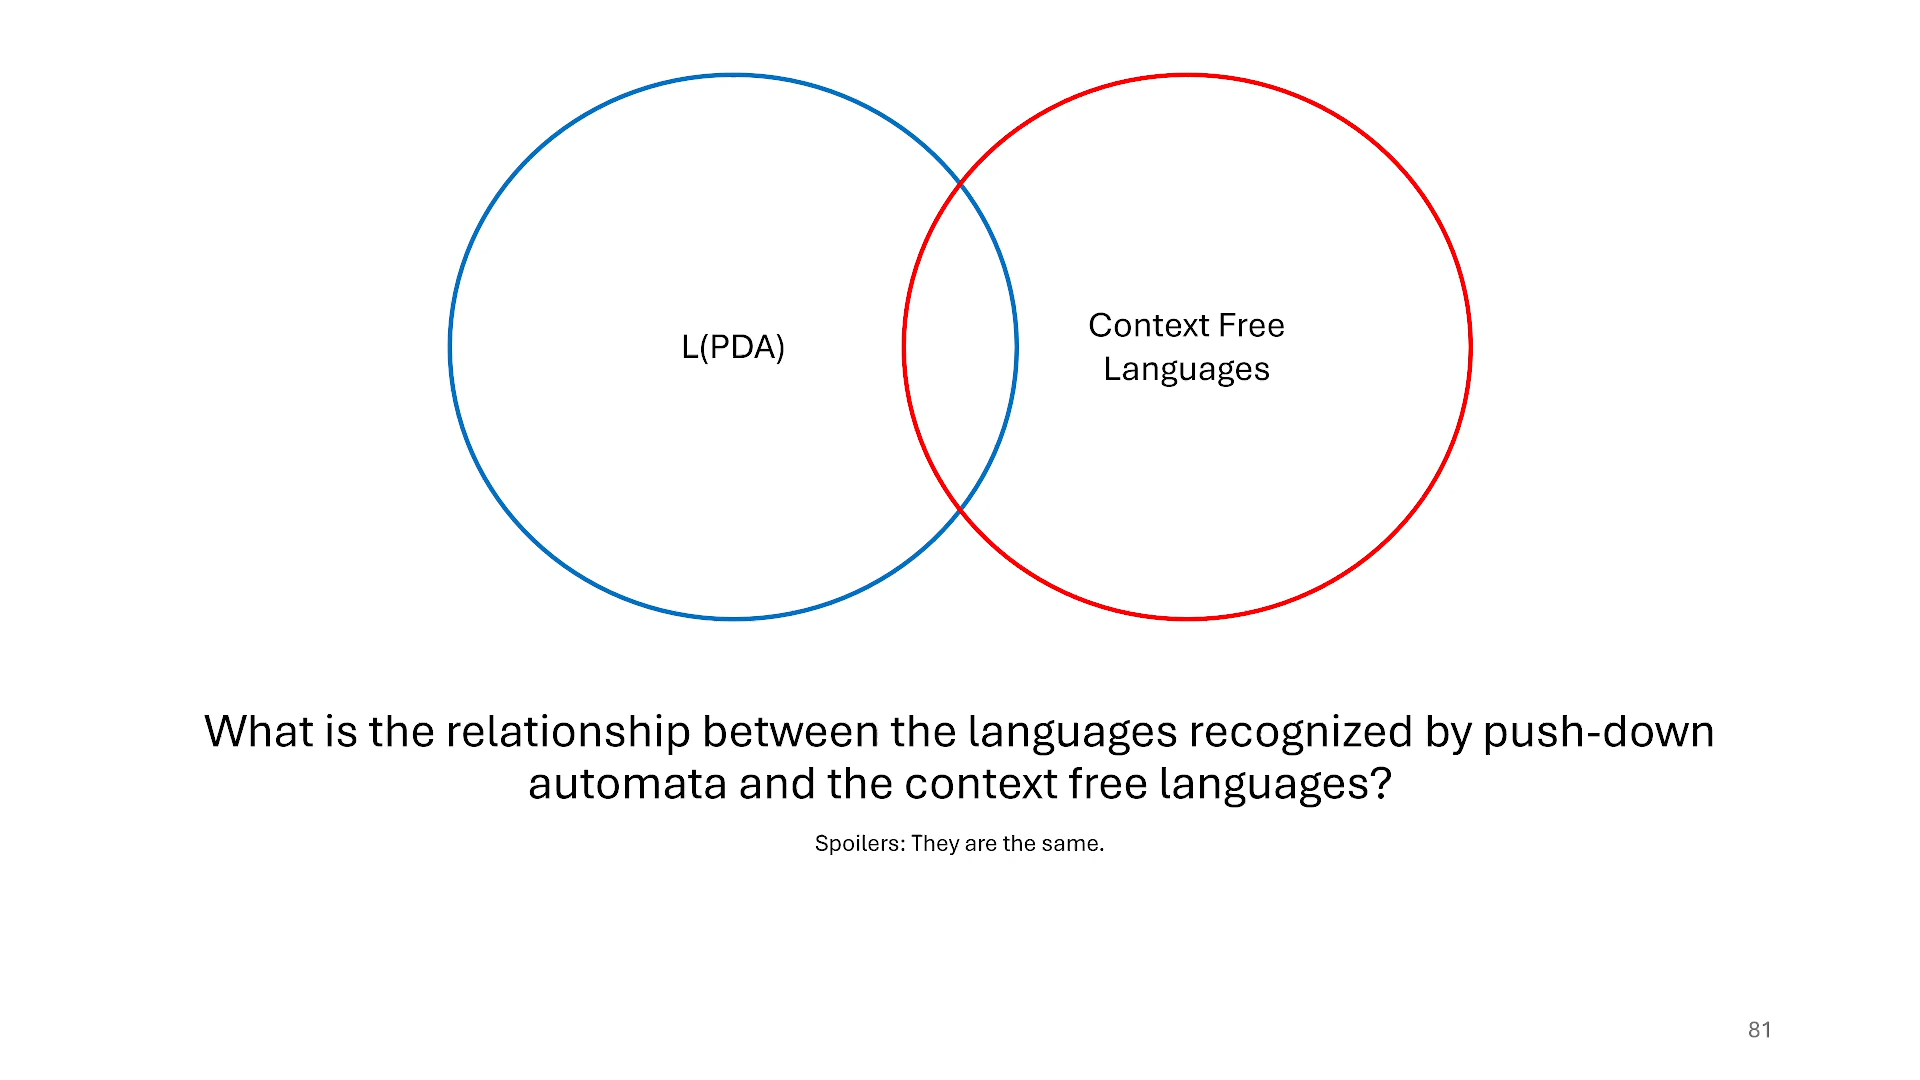 L(PDA)
Context Free
Languages
What is the relationship between the languages recognized by push-down
automata and the context free languages?
Spoilers: They are the same.
81